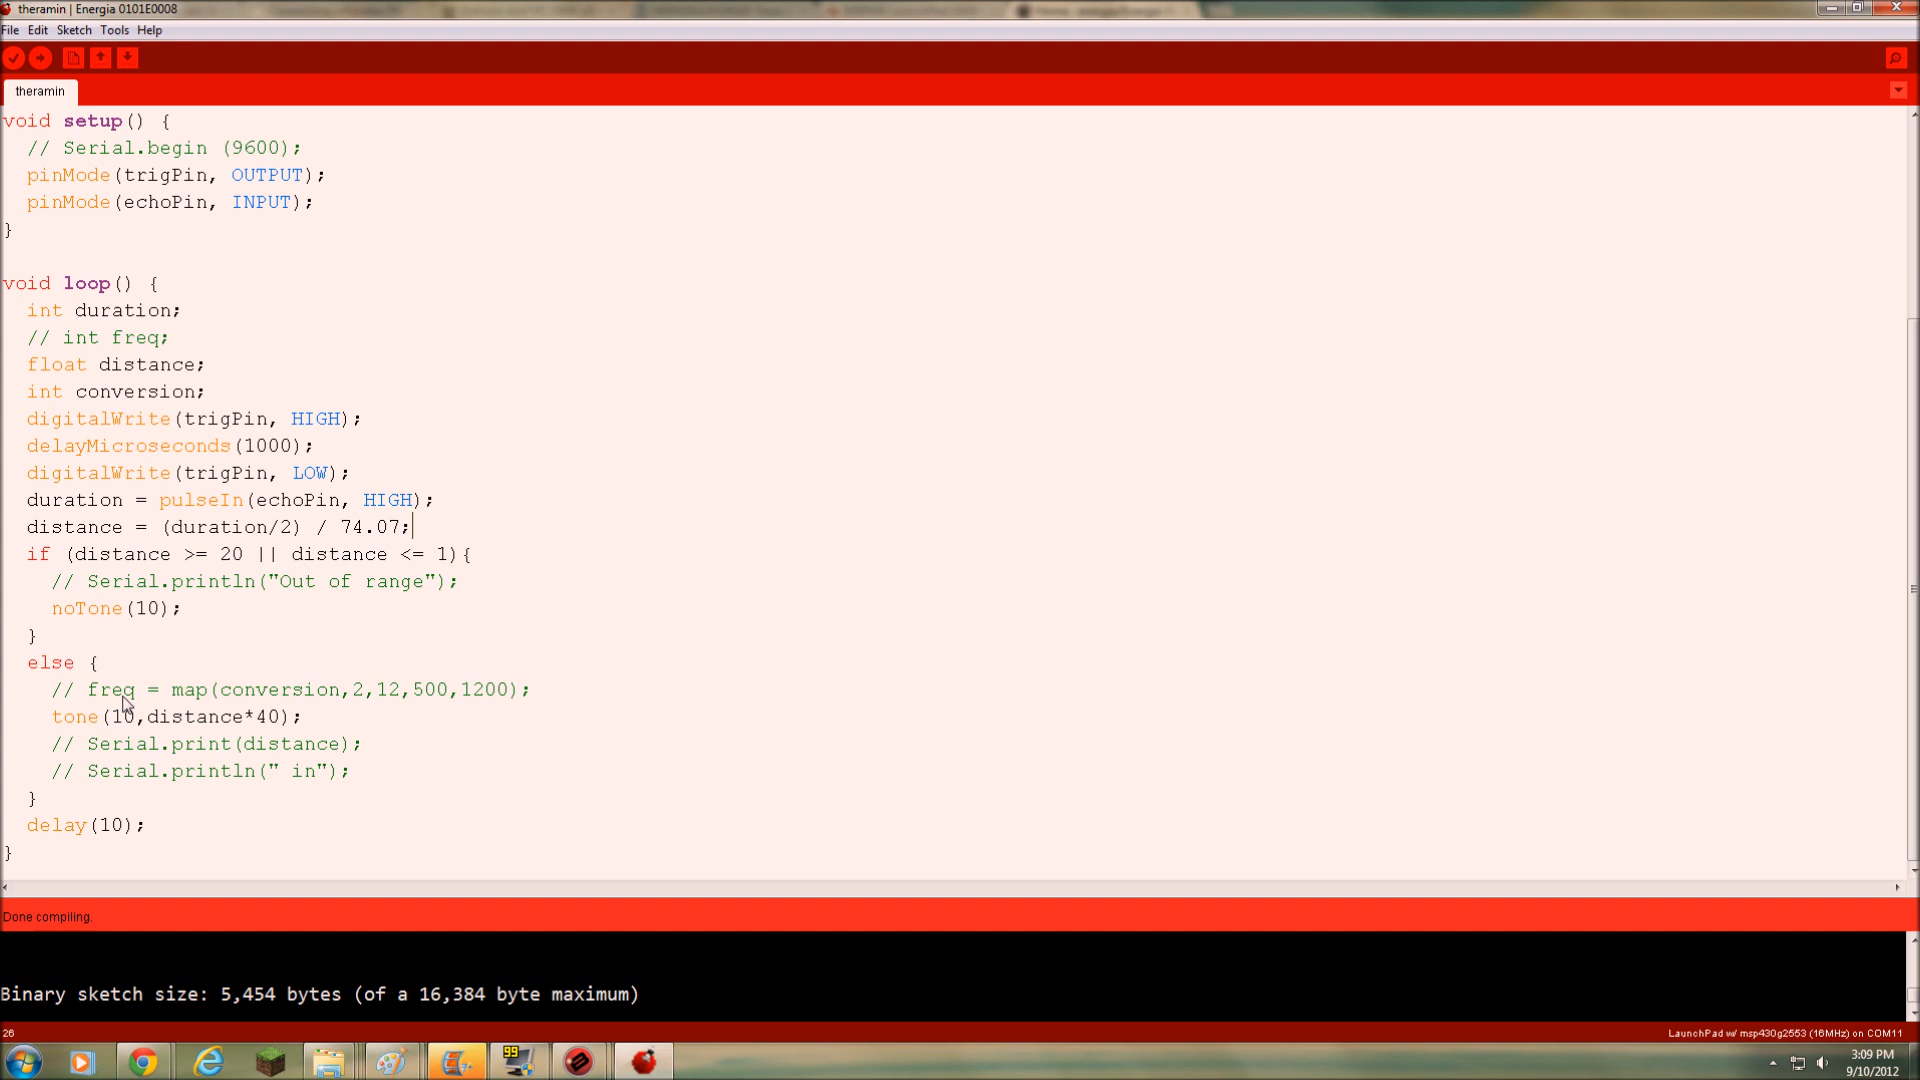 theramin | Energia 0101E0008
File Edit Sketch Tools Help
theramin
void setup() {
// Serial.begin (9600);
pinMode(trigPin, OUTPUT);
pinMode(echoPin, INPUT);
}
void loop() {
int duration;
// int freq;
float distance;
int conversion;
digitalWrite(trigPin, HIGH);
delayMicroseconds(1000);
digitalWrite(trigPin, LOW);
duration = pulseIn(echoPin, HIGH);
distance = (duration/2) / 74.07;
if (distance >= 20 || distance <= 1){
// Serial.println("Out of range");
noTone(10);
}
else {
// freq = map(conversion,2,12,500,1200);
tone(10,distance*40);
// Serial.print(distance);
// Serial.println(" in");
}
delay(10);
}
Done compiling.
Binary sketch size: 5,454 bytes (of a 16,384 byte maximum)
26
LaunchPad w/ msp430g2553 (16MHz) on COM11
99
3:09 PM
9/10/2012